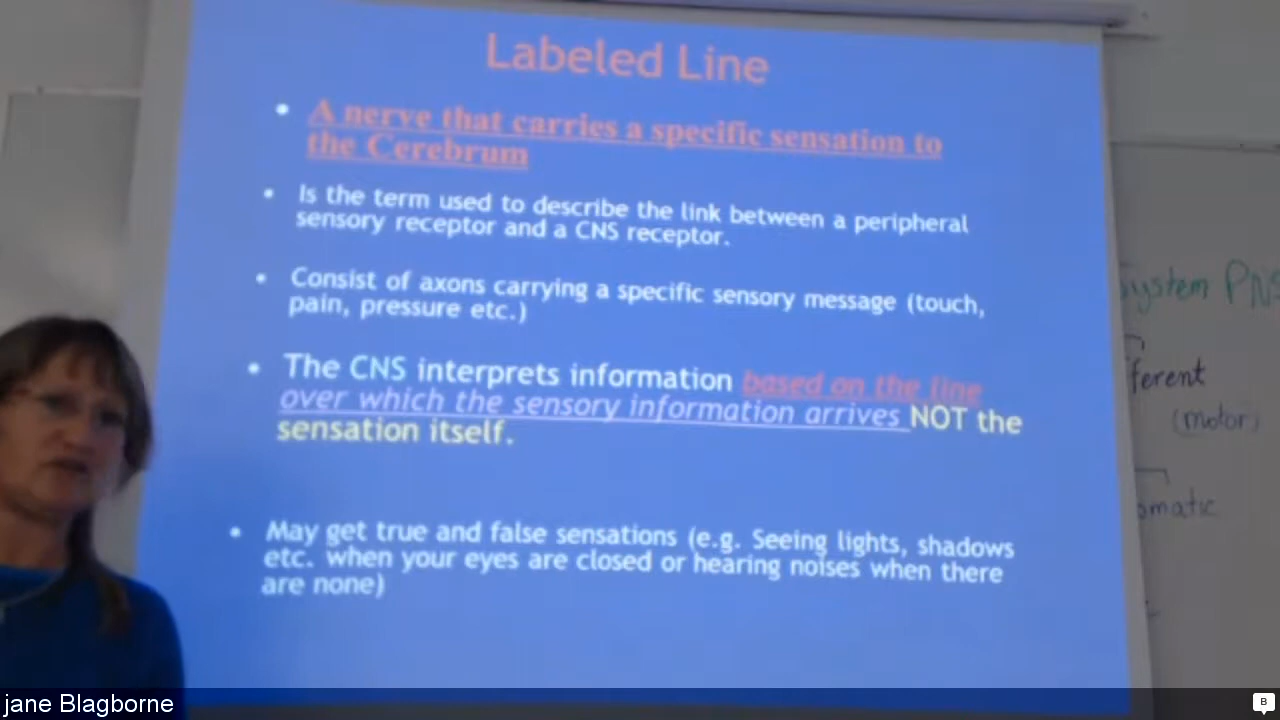 Labeled Line
• A nerve that carries a specific sensation to
the Cerebrum
• Is the term used to describe the link between a peripheral
sensory receptor and a CNS receptor.
• Consist of axons carrying a specific sensory message (touch,
pain, pressure etc.)
• The CNS interprets information based on the line
over which the sensory information arrives NOT the
sensation itself.
• May get true and false sensations (e.g. Seeing lights, shadows
etc. when your eyes are closed or hearing noises when there
are none)
system PNS
ferent
(motor)
matic
jane Blagborne
B